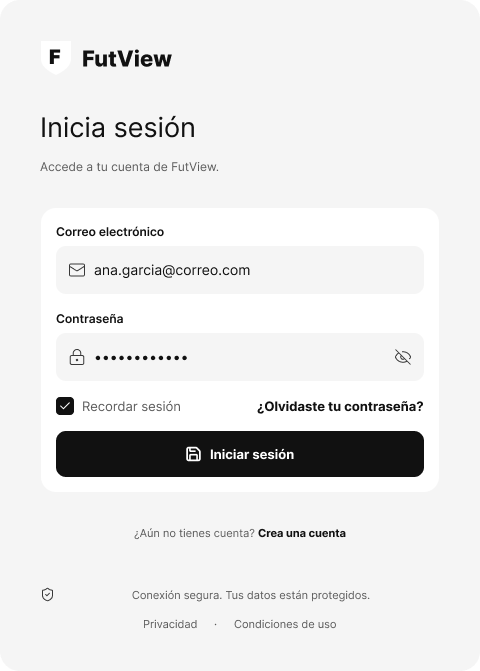 F FutView
Inicia sesión
Accede a tu cuenta de FutView.
Correo electrónico
ana.garcia@correo.com
Contraseña
••••••••••••
Recordar sesión ¿Olvidaste tu contraseña?
Iniciar sesión
¿Aún no tienes cuenta? Crea una cuenta
Conexión segura. Tus datos están protegidos.
Privacidad · Condiciones de uso